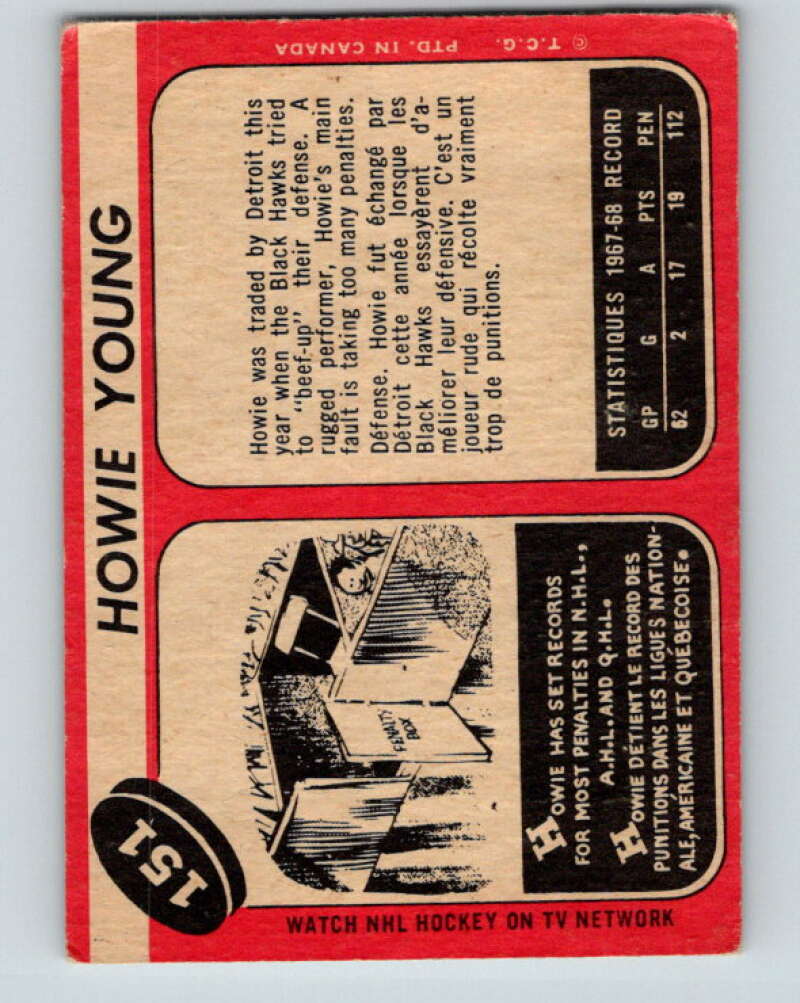 HOWIE YOUNG
151
Howie was traded by Detroit this
year when the Black Hawks tried
to "beef-up" their defense. A
rugged performer, Howie's main
fault is taking too many penalties.
Défense. Howie fut échangé par
Détroit cette année lorsque les
Black Hawks essayèrent d'a-
méliorer leur défensive. C'est un
joueur rude qui récolte vraiment
trop de punitions.
STATISTIQUES 1967-68 RECORD
GP G A PTS PEN
62 2 17 19 112
PENALTY
BOX
HOWIE HAS SET RECORDS
FOR MOST PENALTIES IN N.H.L.,
A.H.L. AND Q.H.L.
HOWIE DÉTIENT LE RECORD DES
PUNITIONS DANS LES LIGUES NATION-
ALE, AMÉRICAINE ET QUÉBECOISE.
WATCH NHL HOCKEY ON TV NETWORK
© T.C.G. PTD. IN CANADA